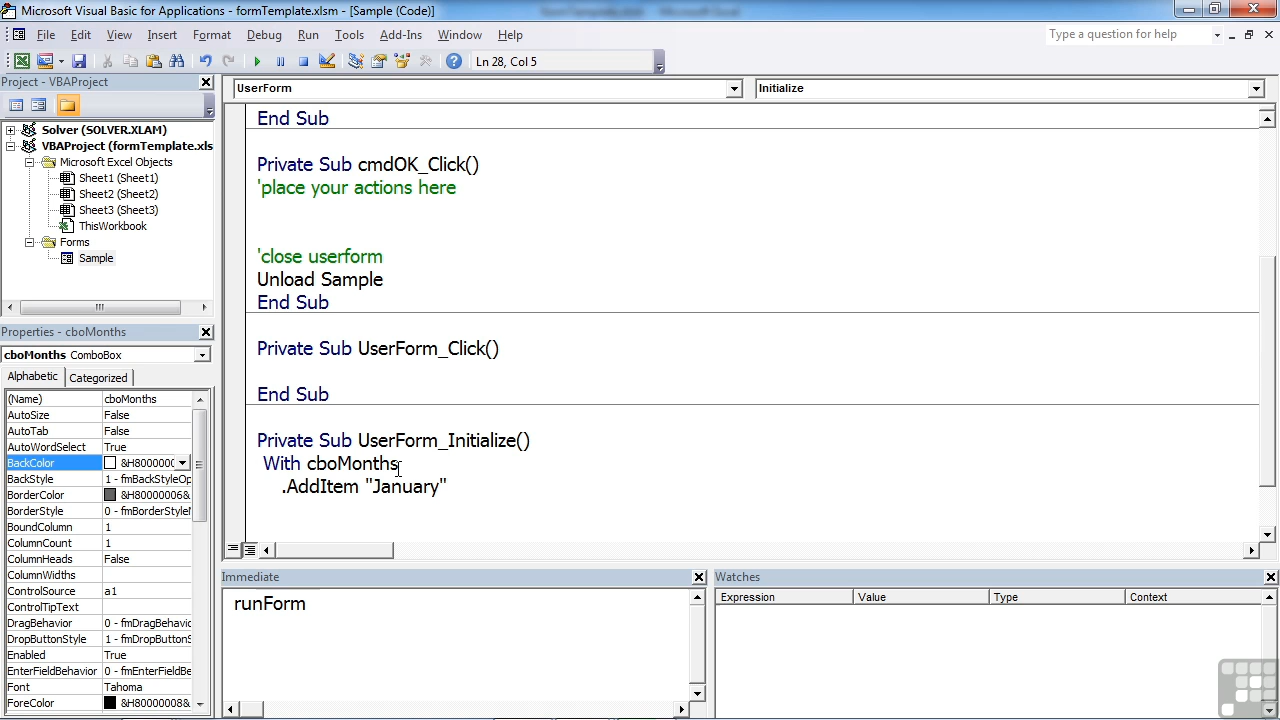 Microsoft Visual Basic for Applications - formTemplate.xlsm - [Sample (Code)]
File Edit View Insert Format Debug Run Tools Add-Ins Window Help
Type a question for help
Ln 28, Col 5
Project - VBAProject
Solver (SOLVER.XLAM)
VBAProject (formTemplate.xls
Microsoft Excel Objects
Sheet1 (Sheet1)
Sheet2 (Sheet2)
Sheet3 (Sheet3)
ThisWorkbook
Forms
Sample
Properties - cboMonths
cboMonths ComboBox
Alphabetic Categorized
(Name) cboMonths
AutoSize False
AutoTab False
AutoWordSelect True
BackColor &H8000000
BackStyle 1 - fmBackStyleOp
BorderColor &H80000006&
BorderStyle 0 - fmBorderStyle
BoundColumn 1
ColumnCount 1
ColumnHeads False
ColumnWidths
ControlSource a1
ControlTipText
DragBehavior 0 - fmDragBehavio
DropButtonStyle 1 - fmDropButtonS
Enabled True
EnterFieldBehavior 0 - fmEnterFieldBe
Font Tahoma
ForeColor &H80000008&
UserForm Initialize
End Sub
Private Sub cmdOK_Click()
'place your actions here
'close userform
Unload Sample
End Sub
Private Sub UserForm_Click()
End Sub
Private Sub UserForm_Initialize()
With cboMonths
.AddItem "January"
Immediate
runForm
Watches
Expression Value Type Context